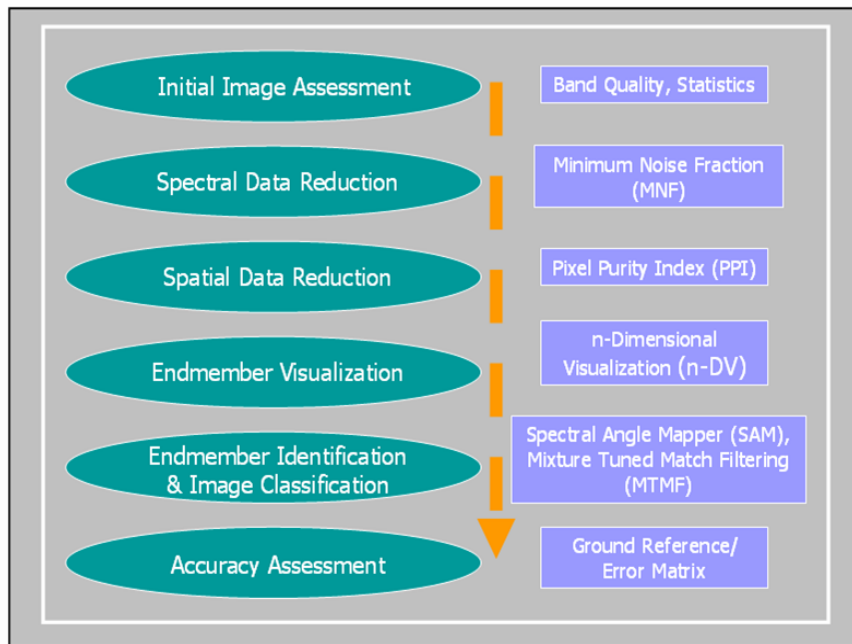 Initial Image Assessment
Band Quality, Statistics
Spectral Data Reduction
Minimum Noise Fraction
(MNF)
Spatial Data Reduction
Pixel Purity Index (PPI)
Endmember Visualization
n-Dimensional
Visualization (n-DV)
Endmember Identification
& Image Classification
Spectral Angle Mapper (SAM),
Mixture Tuned Match Filtering
(MTMF)
Accuracy Assessment
Ground Reference/
Error Matrix